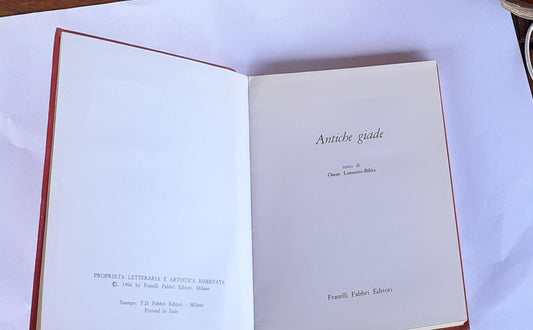 PROPRIETÀ LETTERARIA E ARTISTICA RISERVATA
©, 1966 by Fratelli Fabbri Editori, Milano
Stampa: F.lli Fabbri Editori - Milano
Printed in Italy
Antiche giade
testo di
Oscar Luzzatto-Bilitz
Fratelli Fabbri Editori